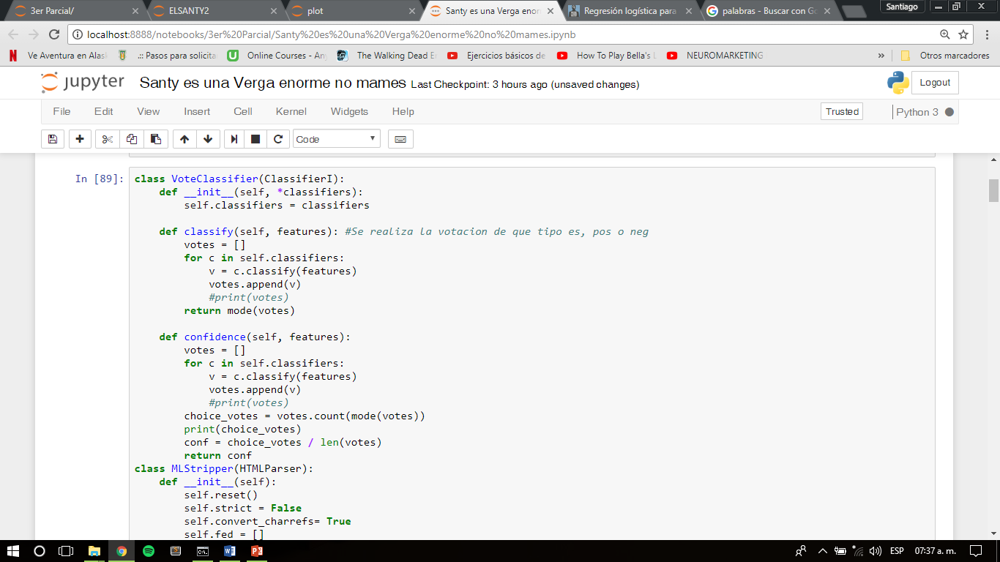 3er Parcial/
ELSANTY2
plot
Santy es una Verga enor
Regresión logística para
palabras - Buscar con Go
Santiago
localhost:8888/notebooks/3er%20Parcial/Santy%20es%20una%20Verga%20enorme%20no%20mames.ipynb
Ve Aventura en Alas
.:: Pasos para solicita
Online Courses - An
The Walking Dead E
Ejercicios básicos de
How To Play Bella's L
NEUROMARKETING
»
Otros marcadores
jupyter
Santy es una Verga enorme no mames Last Checkpoint: 3 hours ago (unsaved changes)
Logout
File Edit View Insert Cell Kernel Widgets Help
Trusted
Python 3
Code
In [89]:
class VoteClassifier(ClassifierI):
    def __init__(self, *classifiers):
        self.classifiers = classifiers

    def classify(self, features): #Se realiza la votacion de que tipo es, pos o neg
        votes = []
        for c in self.classifiers:
            v = c.classify(features)
            votes.append(v)
            #print(votes)
        return mode(votes)

    def confidence(self, features):
        votes = []
        for c in self.classifiers:
            v = c.classify(features)
            votes.append(v)
            #print(votes)
        choice_votes = votes.count(mode(votes))
        print(choice_votes)
        conf = choice_votes / len(votes)
        return conf
class MLStripper(HTMLParser):
    def __init__(self):
        self.reset()
        self.strict = False
        self.convert_charrefs= True
        self.fed = []
ESP
07:37 a. m.